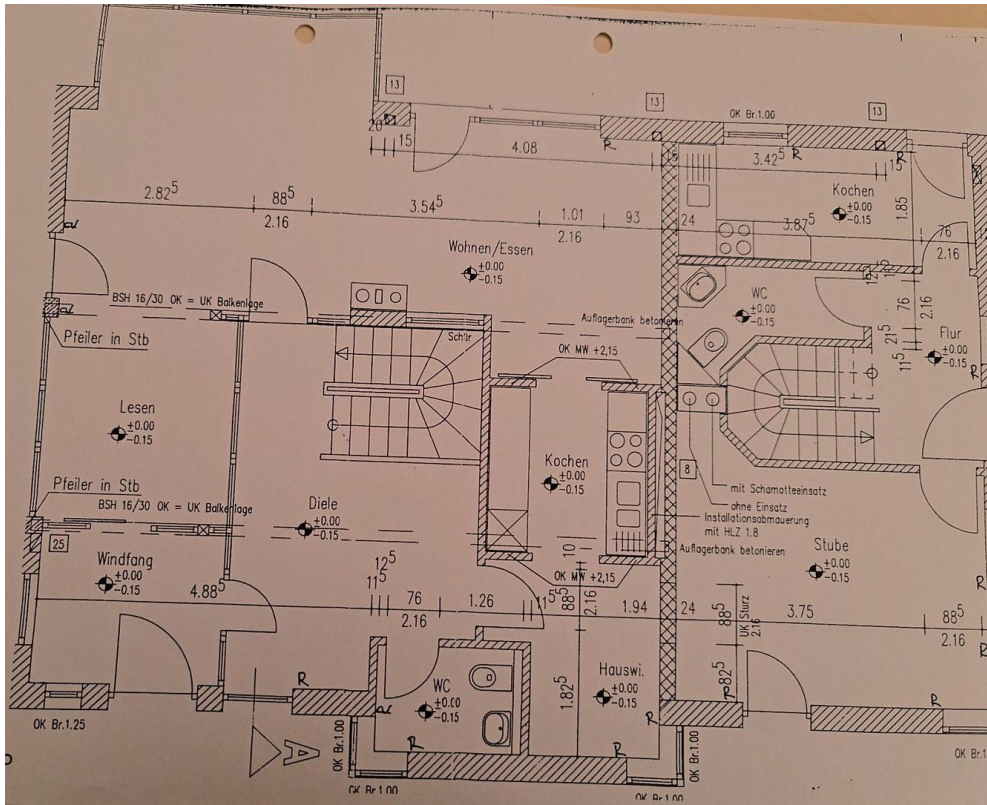 13
13
13
OK Br.1.00
20
15
4.08
R
3.42⁵
R
R
15
2.82⁵
88⁵
2.16
3.54⁵
1.01
2.16
93
24
3.87⁵
1.85
76
2.16
Kochen
±0.00
-0.15
Wohnen/Essen
±0.00
-0.15
WC
±0.00
-0.15
76
2.16
21⁵
11⁵
Flur
±0.00
-0.15
R
BSH 16/30 OK = UK Balkenlage
Auflagerbank betonieren
Pfeiler in Stb
Sch'lr
OK MW +2,15
Lesen
±0.00
-0.15
Kochen
±0.00
-0.15
8
mit Schamotteeinsatz
ohne Einsatz
Installationsabmauerung
mit HLZ 1.8
Auflagerbank betonieren
Pfeiler in Stb
BSH 16/30 OK = UK Balkenlage
25
Diele
±0.00
-0.15
Stube
±0.00
-0.15
R
Windfang
±0.00
-0.15
4.88⁵
12⁵
11⁵
76
2.16
1.26
11⁵
10
88⁵
2.16
OK MW +2,15
1.94
24
88⁵
UK Sturz
2.16
3.75
88⁵
2.16
R
82⁵
R
WC
±0.00
-0.15
1.82⁵
Hauswi.
±0.00
-0.15
R
R
R
R
OK Br.1.25
A
OK Br.1.00
OK Br.1.00
OK Br.1.00
OK Br.1.00
OK Br.1